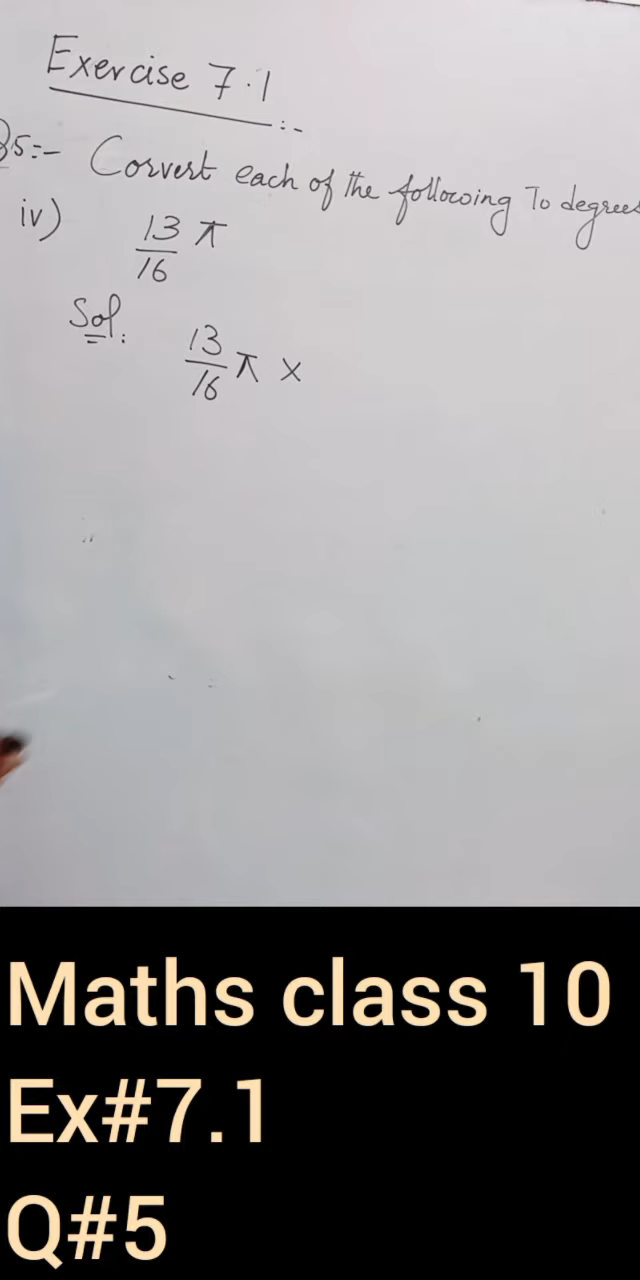 Exercise 7.1 :-
Q5:- Corvert each of the following To degrees
iv) 13/16 π
Sol. 13/16 π ×
Maths class 10
Ex#7.1
Q#5